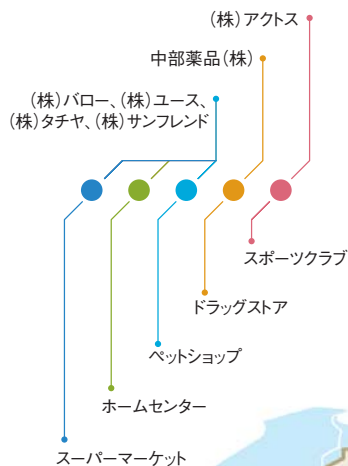 (株)アクトス
中部薬品(株)
(株)バロー、(株)ユース、
(株)タチヤ、(株)サンフレンド
スポーツクラブ
ドラッグストア
ペットショップ
ホームセンター
スーパーマーケット